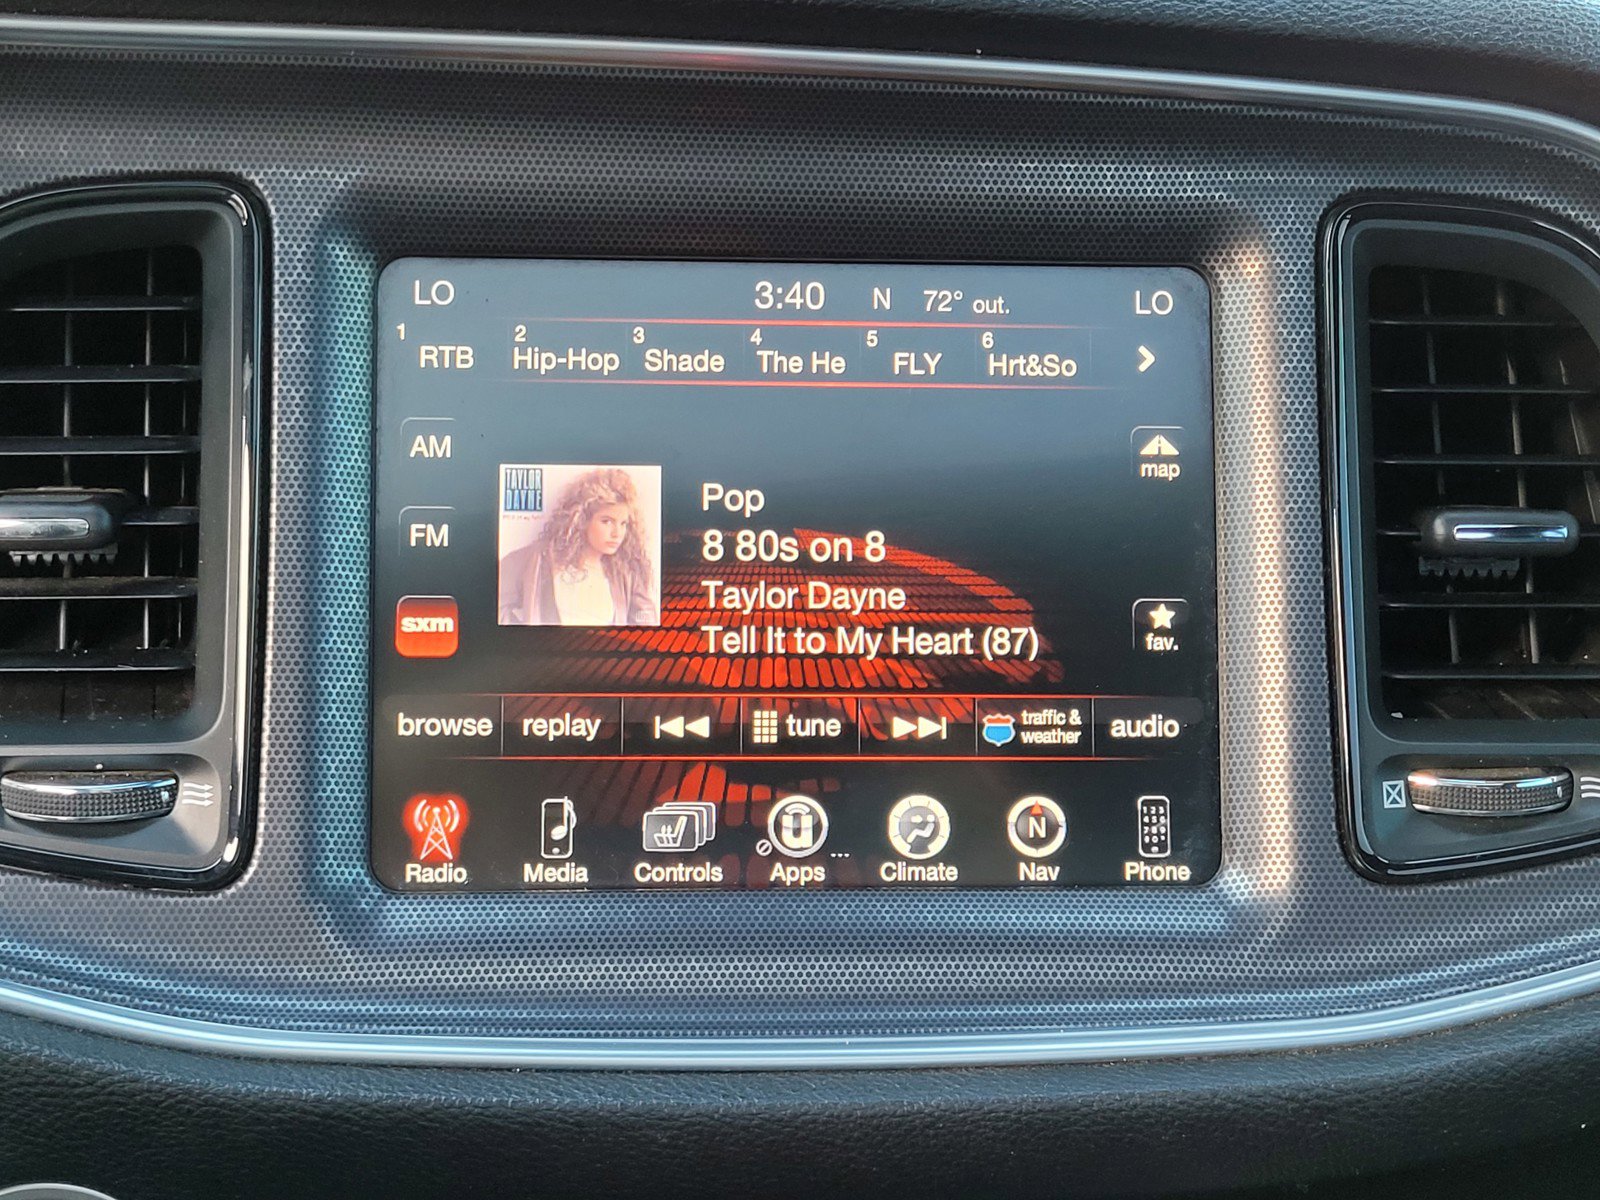 LO 3:40 N 72° out. LO
1 RTB 2 Hip-Hop 3 Shade 4 The He 5 FLY 6 Hrt&So
AM
map
TAYLOR
DAYNE
Pop
FM
8 80s on 8
Taylor Dayne
sxm
fav.
Tell It to My Heart (87)
browse replay tune traffic & weather audio
N
Radio Media Controls Apps Climate Nav Phone